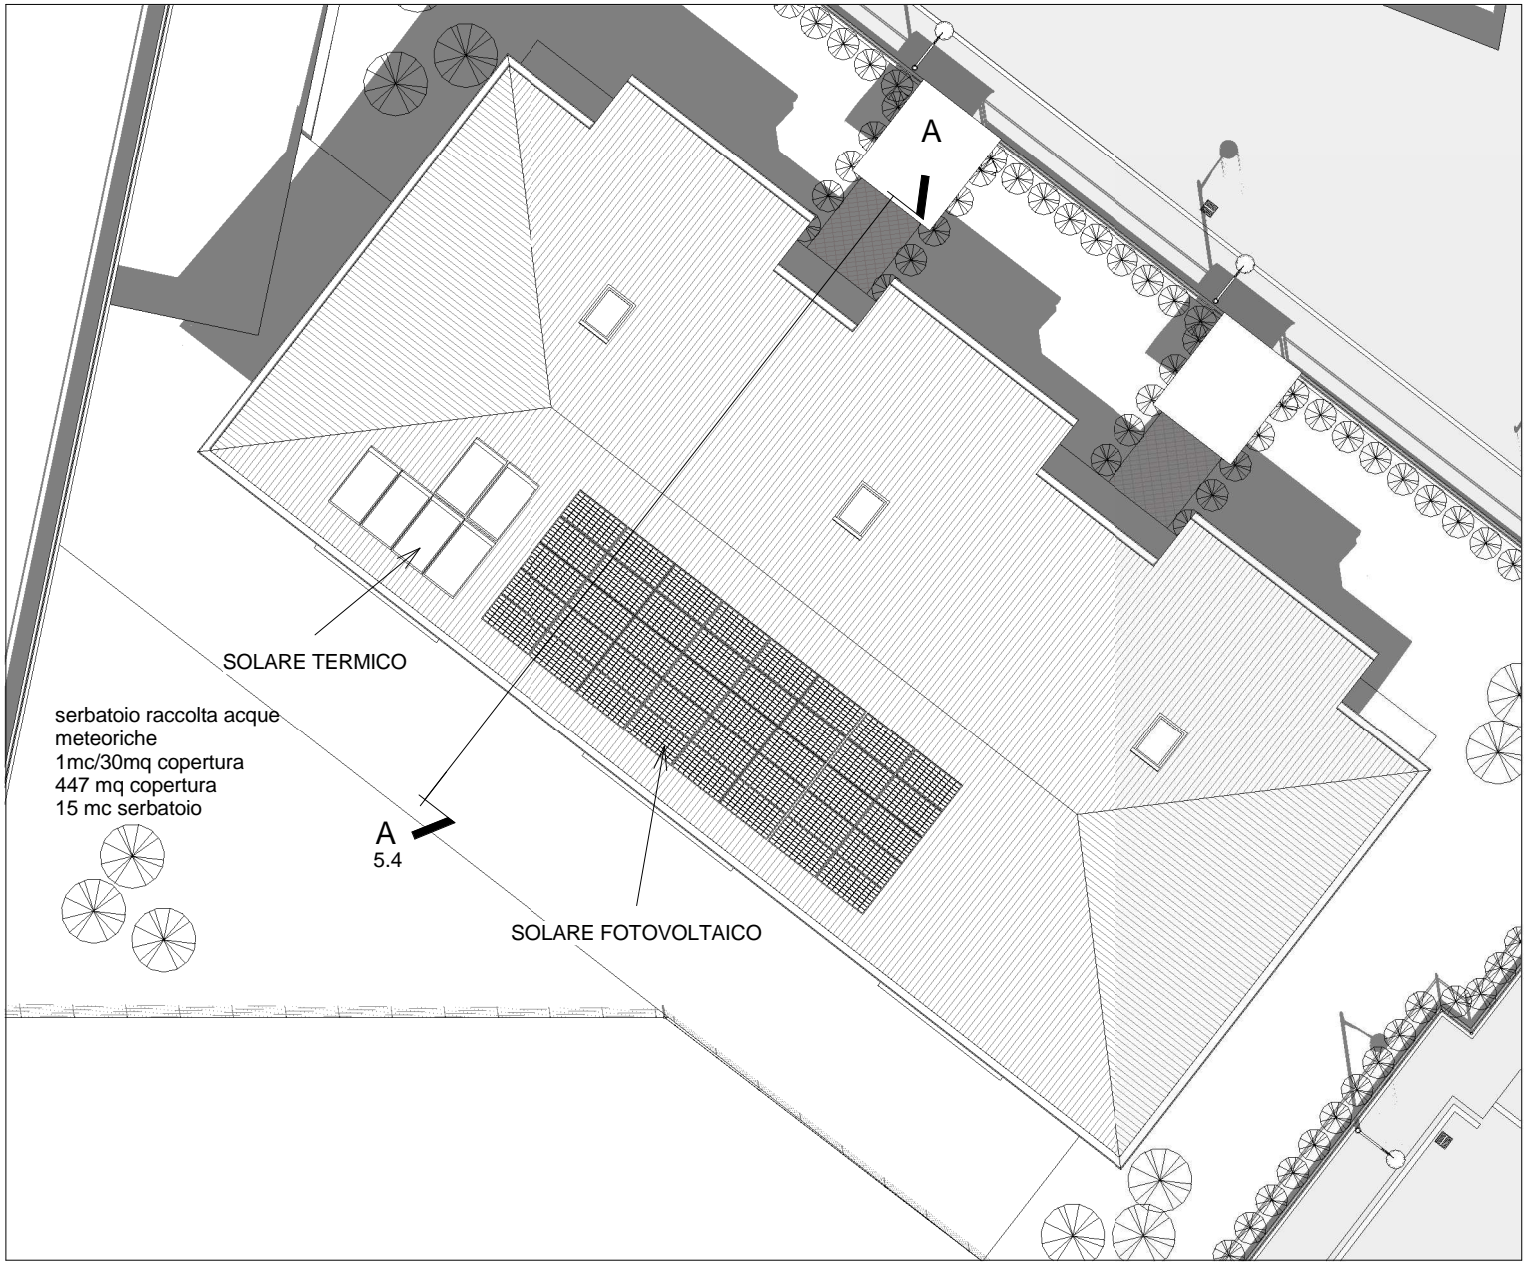 A
SOLARE TERMICO
serbatoio raccolta acque
meteoriche
1mc/30mq copertura
447 mq copertura
15 mc serbatoio
A
5.4
SOLARE FOTOVOLTAICO